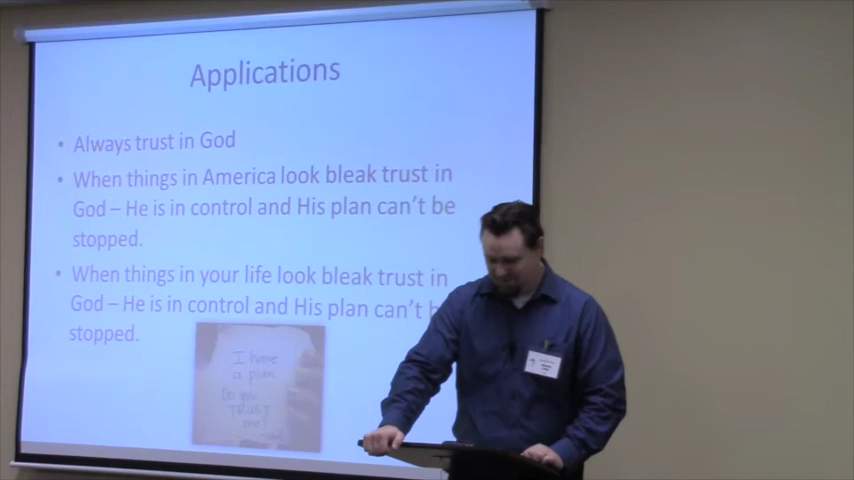 Applications
• Always trust in God
• When things in America look bleak trust in
God – He is in control and His plan can't be
stopped.
• When things in your life look bleak trust in
God – He is in control and His plan can't
stopped.
I have
a plan
Do you
TRUST
me?